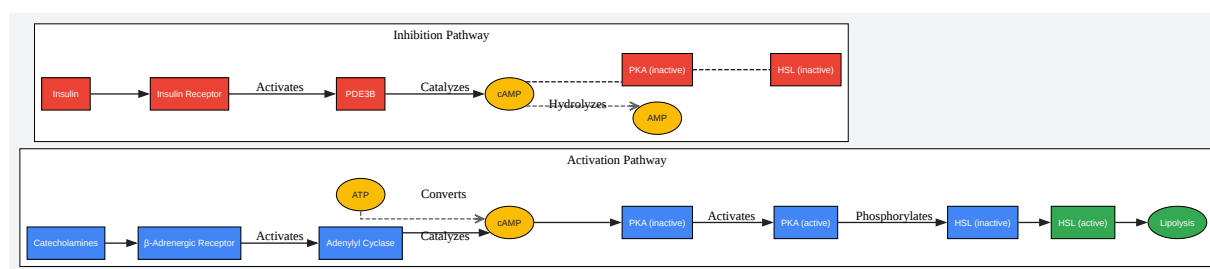 Inhibition Pathway
Insulin
Insulin Receptor
Activates
PDE3B
Catalyzes
cAMP
Hydrolyzes
AMP
PKA (inactive)
HSL (inactive)
Activation Pathway
ATP
Converts
Catecholamines
β-Adrenergic Receptor
Activates
Adenylyl Cyclase
Catalyzes
cAMP
PKA (inactive)
Activates
PKA (active)
Phosphorylates
HSL (inactive)
HSL (active)
Lipolysis